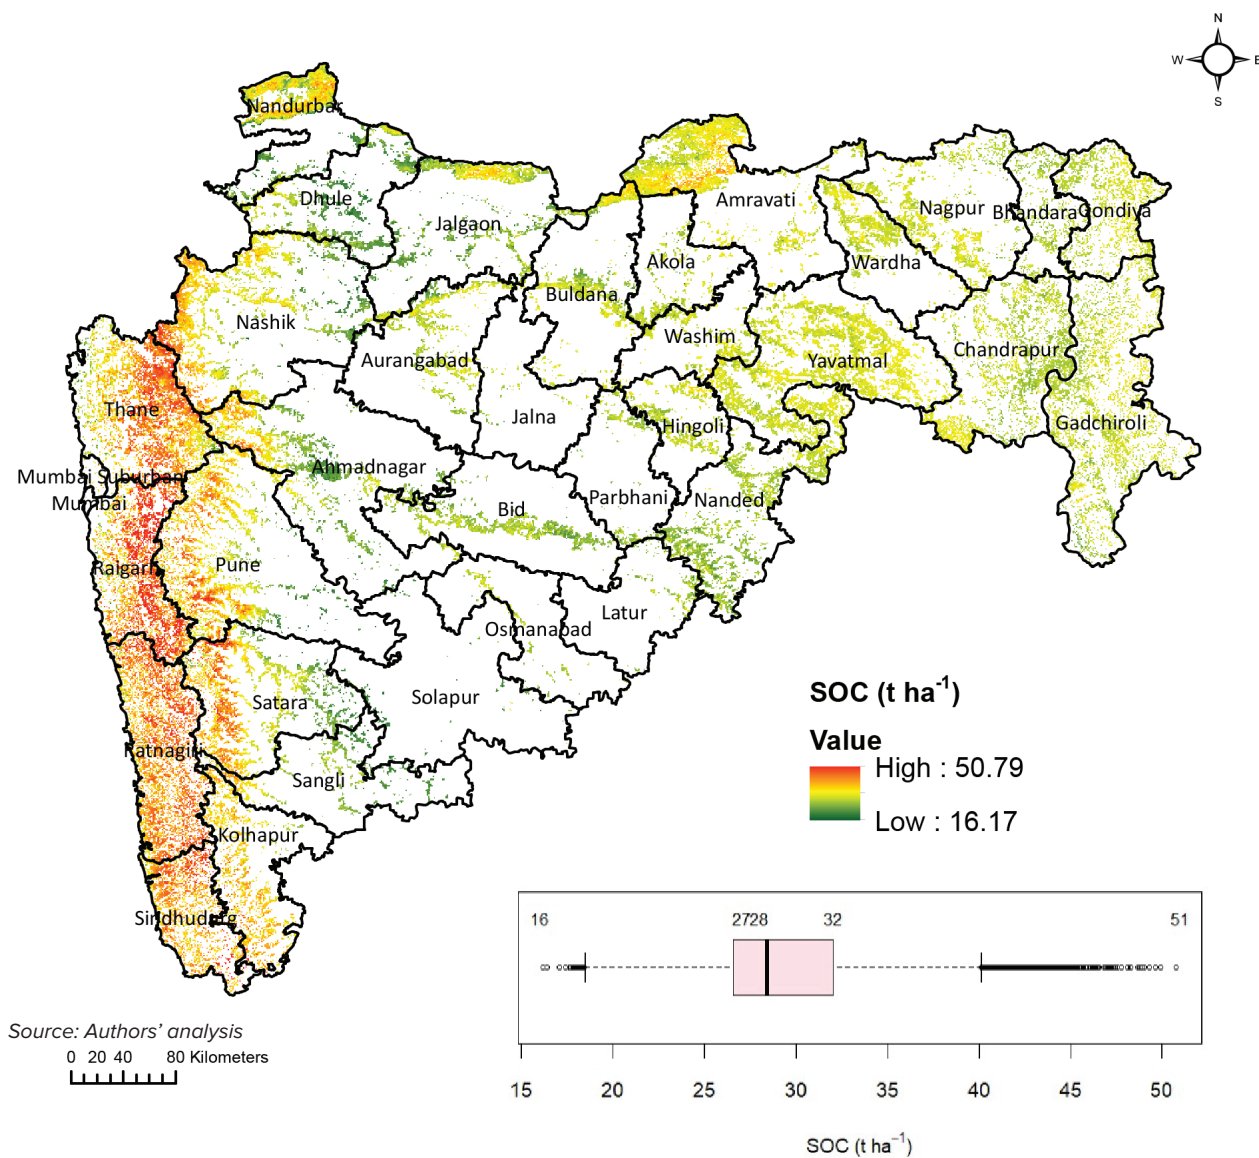 N
W E
S
Nandurbar
Dhule
Jalgaon
Amravati
Nagpur
Bhandara
Gondiya
Akola
Wardha
Buldana
Nashik
Washim
Aurangabad
Yavatmal
Chandrapur
Thane
Jalna
Hingoli
Gadchiroli
Ahmadnagar
Mumbai Suburban
Mumbai
Parbhani
Nanded
Bid
Raigarh
Pune
Latur
Osmanabad
Satara
Solapur
Ratnagiri
Sangli
Kolhapur
Sindhudurg
SOC (t ha-1)
Value
High : 50.79
Low : 16.17
16 2728 32 51
15 20 25 30 35 40 45 50
SOC (t ha−1)
Source: Authors' analysis
0 20 40 80 Kilometers